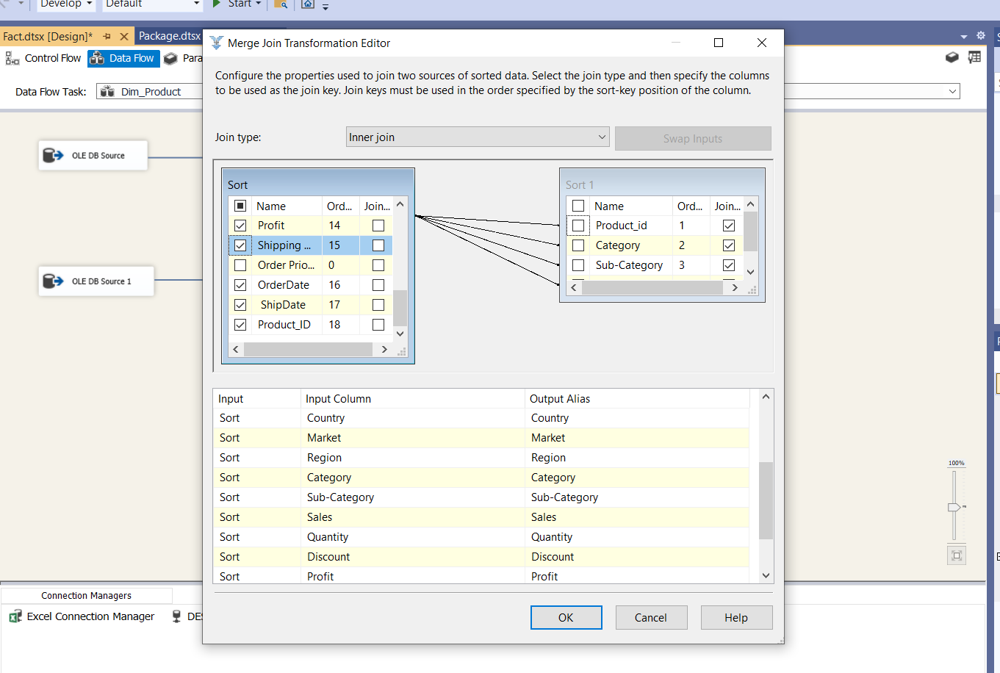 Develop
Default
Start
Fact.dtsx [Design]*
Package.dtsx
Control Flow
Data Flow
Para
Data Flow Task:
Dim_Product
OLE DB Source
OLE DB Source 1
Merge Join Transformation Editor
Configure the properties used to join two sources of sorted data. Select the join type and then specify the columns
to be used as the join key. Join keys must be used in the order specified by the sort-key position of the column.
Join type:
Inner join
Swap Inputs
Sort
Name Ord... Join...
Profit 14
Shipping ... 15
Order Prio... 0
OrderDate 16
ShipDate 17
Product_ID 18
Sort 1
Name Ord... Join...
Product_id 1
Category 2
Sub-Category 3
Input Input Column Output Alias
Sort Country Country
Sort Market Market
Sort Region Region
Sort Category Category
Sort Sub-Category Sub-Category
Sort Sales Sales
Sort Quantity Quantity
Sort Discount Discount
Sort Profit Profit
OK
Cancel
Help
100%
Connection Managers
Excel Connection Manager
DES